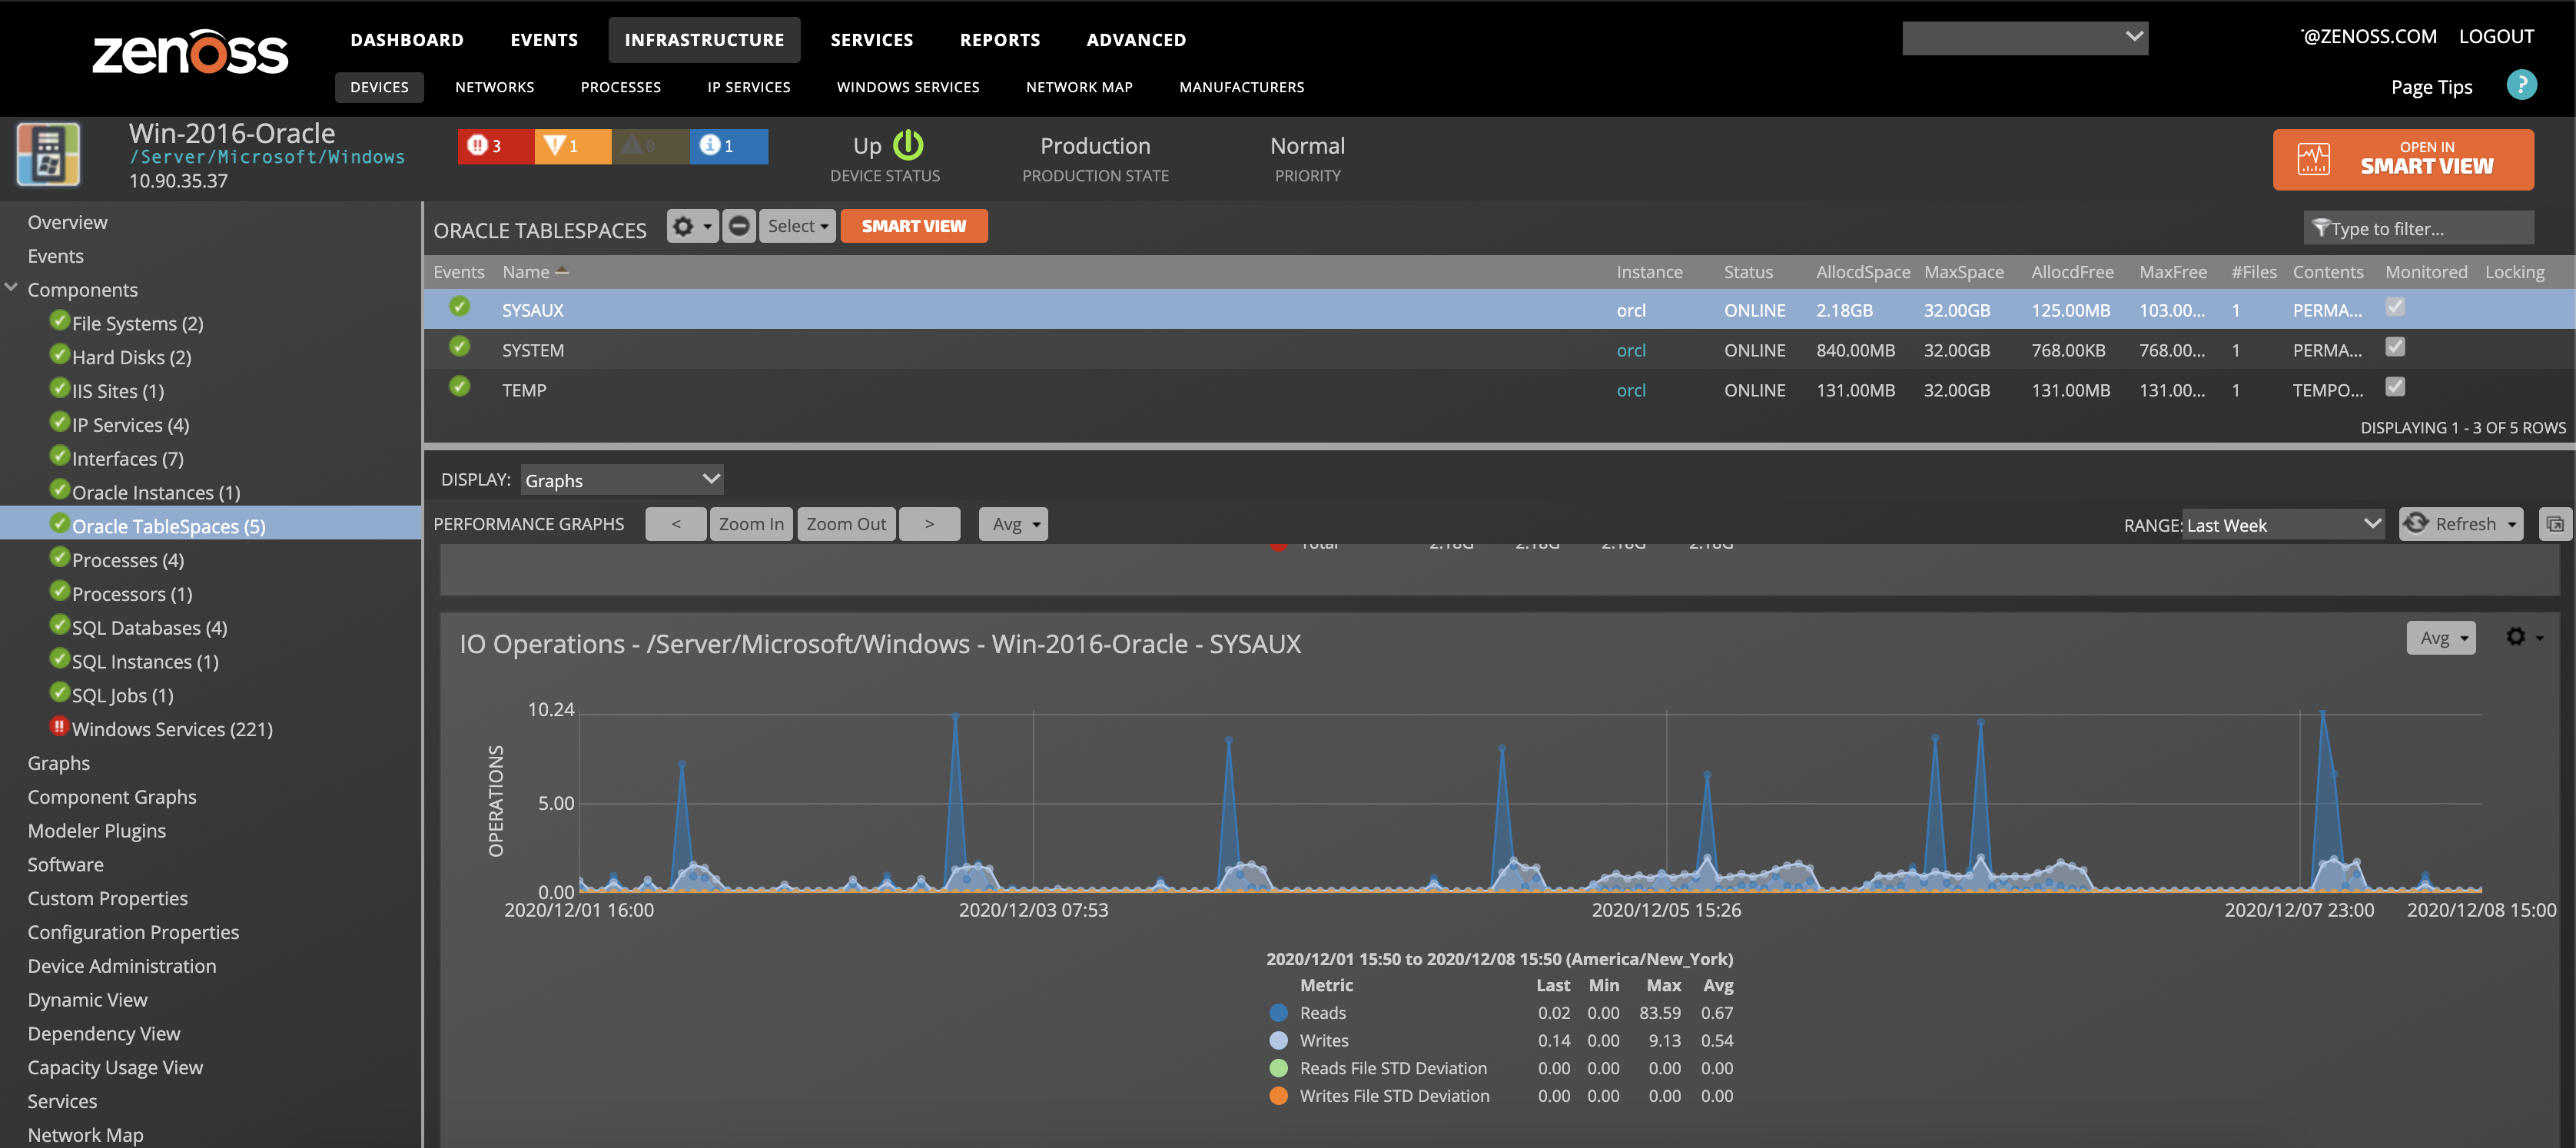 zenoss
DASHBOARD EVENTS INFRASTRUCTURE SERVICES REPORTS ADVANCED
@ZENOSS.COM LOGOUT
DEVICES NETWORKS PROCESSES IP SERVICES WINDOWS SERVICES NETWORK MAP MANUFACTURERS
Page Tips ?
Win-2016-Oracle
/Server/Microsoft/Windows
10.90.35.37
3 1 0 1
Up
DEVICE STATUS
Production
PRODUCTION STATE
Normal
PRIORITY
OPEN IN
SMART VIEW
Overview
Events
Components
File Systems (2)
Hard Disks (2)
IIS Sites (1)
IP Services (4)
Interfaces (7)
Oracle Instances (1)
Oracle TableSpaces (5)
Processes (4)
Processors (1)
SQL Databases (4)
SQL Instances (1)
SQL Jobs (1)
Windows Services (221)
Graphs
Component Graphs
Modeler Plugins
Software
Custom Properties
Configuration Properties
Device Administration
Dynamic View
Dependency View
Capacity Usage View
Services
Network Map
ORACLE TABLESPACES Select SMART VIEW Type to filter...
Events Name Instance Status AllocdSpace MaxSpace AllocdFree MaxFree #Files Contents Monitored Locking
SYSAUX orcl ONLINE 2.18GB 32.00GB 125.00MB 103.00... 1 PERMA...
SYSTEM orcl ONLINE 840.00MB 32.00GB 768.00KB 768.00... 1 PERMA...
TEMP orcl ONLINE 131.00MB 32.00GB 131.00MB 131.00... 1 TEMPO...
DISPLAYING 1 - 3 OF 5 ROWS
DISPLAY: Graphs
PERFORMANCE GRAPHS < Zoom In Zoom Out > Avg RANGE: Last Week Refresh
Total 2.18G 2.18G 2.18G 2.18G
IO Operations - /Server/Microsoft/Windows - Win-2016-Oracle - SYSAUX
Avg
OPERATIONS
10.24
5.00
0.00
2020/12/01 16:00 2020/12/03 07:53 2020/12/05 15:26 2020/12/07 23:00 2020/12/08 15:00
2020/12/01 15:50 to 2020/12/08 15:50 (America/New_York)
Metric Last Min Max Avg
Reads 0.02 0.00 83.59 0.67
Writes 0.14 0.00 9.13 0.54
Reads File STD Deviation 0.00 0.00 0.00 0.00
Writes File STD Deviation 0.00 0.00 0.00 0.00